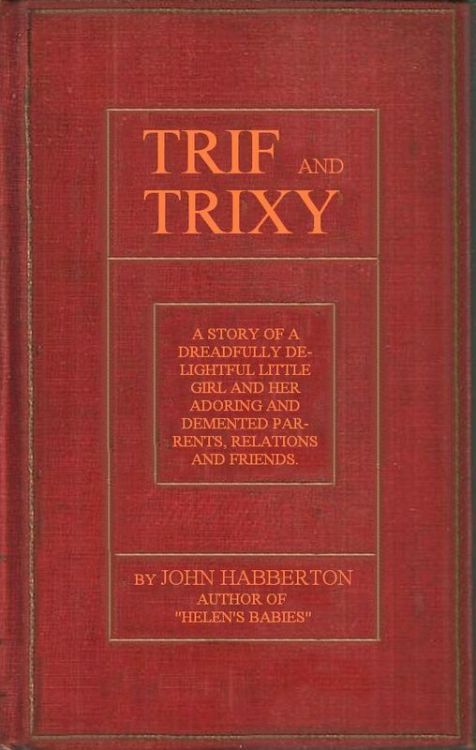 TRIF AND
TRIXY
A STORY OF A
DREADFULLY DE-
LIGHTFUL LITTLE
GIRL AND HER
ADORING AND
DEMENTED PAR-
RENTS, RELATIONS
AND FRIENDS.
BY JOHN HABBERTON
AUTHOR OF
"HELEN'S BABIES"